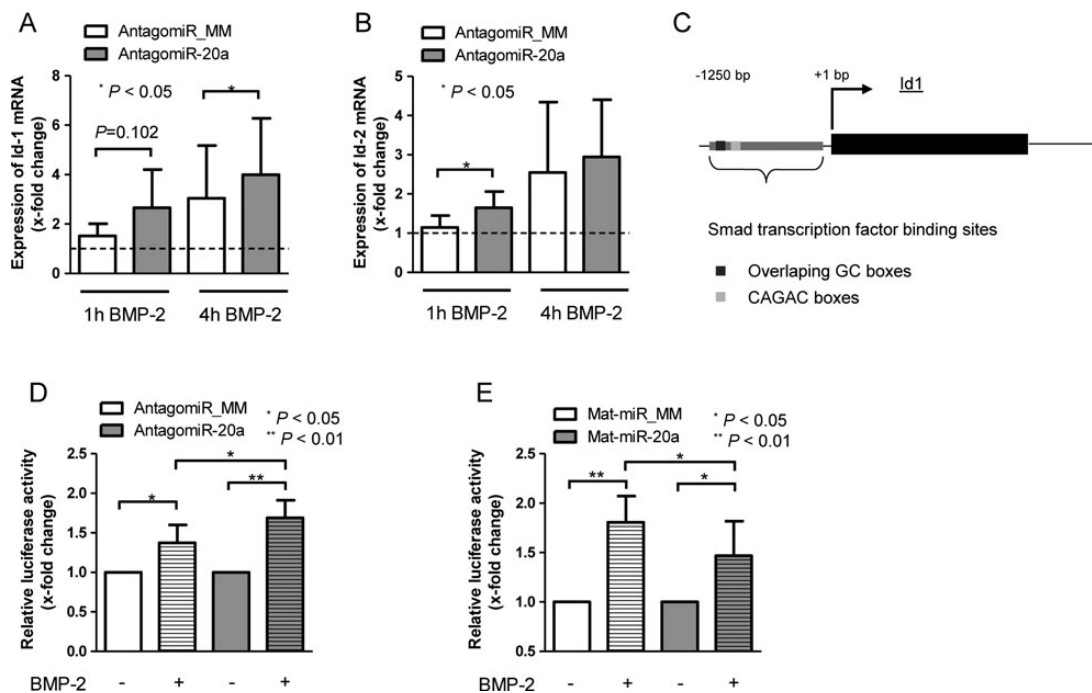 A
AntagomiR_MM
AntagomiR-20a
* P < 0.05
P=0.102
*
Expression of Id-1 mRNA
(x-fold change)
8
6
4
2
0
1h BMP-2
4h BMP-2
B
AntagomiR_MM
AntagomiR-20a
* P < 0.05
*
Expression of Id-2 mRNA
(x-fold change)
5
4
3
2
1
0
1h BMP-2
4h BMP-2
C
-1250 bp
+1 bp
Id1
Smad transcription factor binding sites
Overlaping GC boxes
CAGAC boxes
D
AntagomiR_MM
AntagomiR-20a
* P < 0.05
** P < 0.01
*
*
**
Relative luciferase activity
(x-fold change)
2.5
2.0
1.5
1.0
0.5
0.0
BMP-2 - + - +
E
Mat-miR_MM
Mat-miR-20a
* P < 0.05
** P < 0.01
*
**
*
Relative luciferase activity
(x-fold change)
2.5
2.0
1.5
1.0
0.5
BMP-2 - + - +